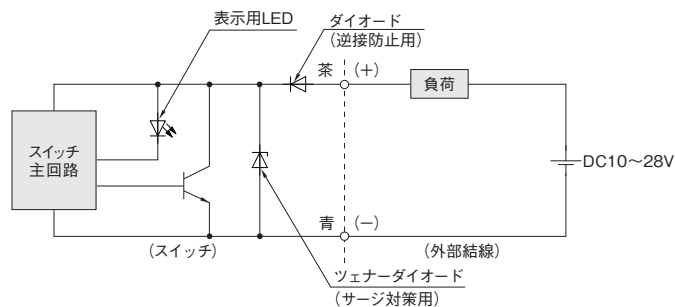 表示用LED
ダイオード
(逆接防止用)
茶
(+)
負荷
スイッチ
主回路
DC10~28V
青
(-)
(スイッチ)
(外部結線)
ツェナーダイオード
(サージ対策用)